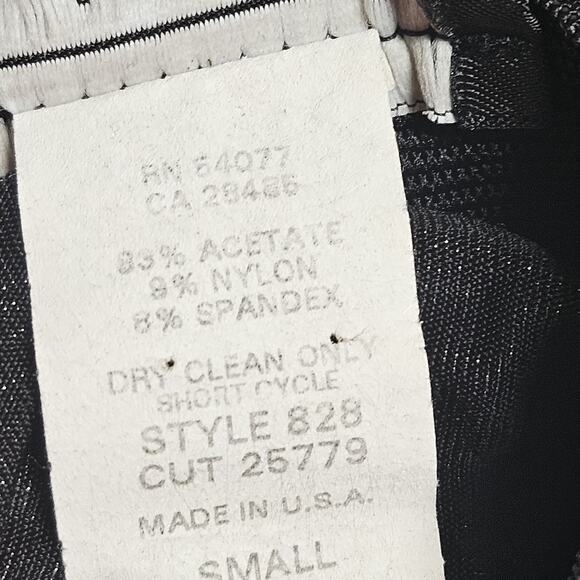 RN 54077
CA 28486
83% ACETATE
9% NYLON
8% SPANDEX
DRY CLEAN ONLY
SHORT CYCLE
STYLE 828
CUT 25779
MADE IN U.S.A.
SMALL